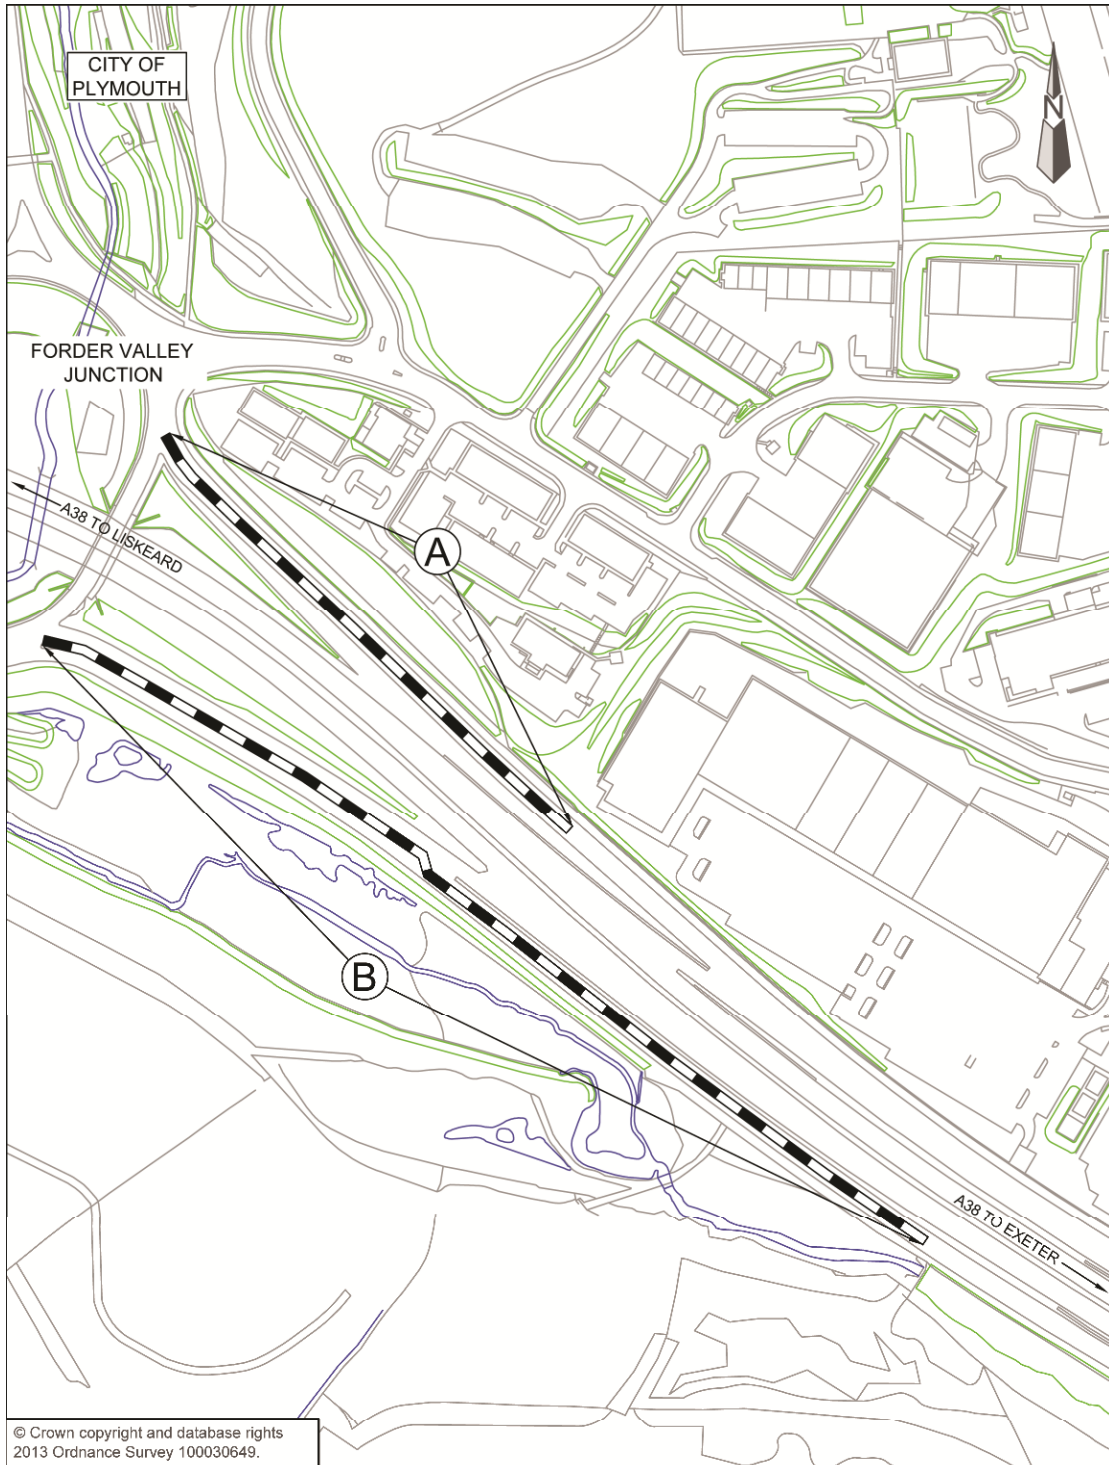 CITY OF
PLYMOUTH
N
FORDER VALLEY
JUNCTION
A38 TO LISKEARD
A
B
A38 TO EXETER
© Crown copyright and database rights
2013 Ordnance Survey 100030649.